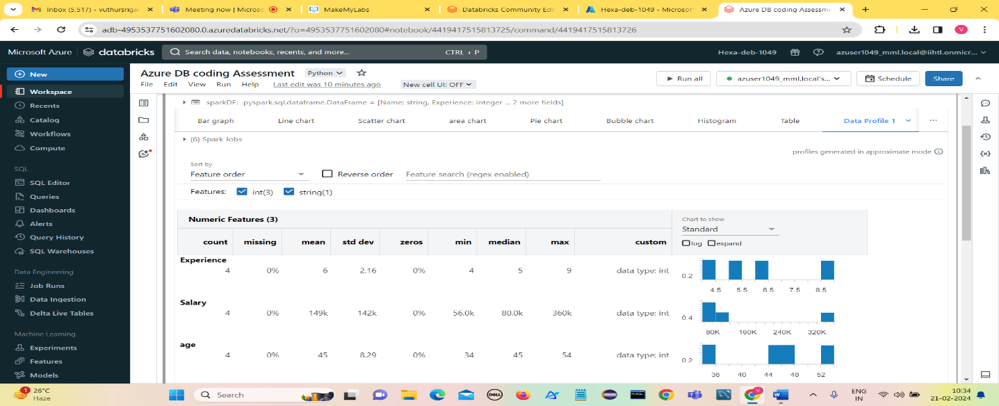 Inbox (5,517) - vuthursrigar
Meeting now | Microso
MakeMyLabs
Databricks Community Edi
Hexa-deb-1049 - Microsoft
Azure DB coding Assessme
adb-4953537751602080.0.azuredatabricks.net/?o=4953537751602080#notebook/4419417515813725/command/4419417515813726
V
Microsoft Azure
databricks
Search data, notebooks, recents, and more...
CTRL + P
Hexa-deb-1049
azuser1049_mml.local@iihtl.onmicr...
New
Workspace
Recents
Catalog
Workflows
Compute
SQL
SQL Editor
Queries
Dashboards
Alerts
Query History
SQL Warehouses
Data Engineering
Job Runs
Data Ingestion
Delta Live Tables
Machine Learning
Experiments
Features
Models
Azure DB coding Assessment Python
File Edit View Run Help Last edit was 10 minutes ago New cell UI: OFF
Run all
azuser1049_mml.local's...
Schedule
Share
sparkDF: pyspark.sql.dataframe.DataFrame = [Name: string, Experience: integer ... 2 more fields]
Bar graph Line chart Scatter chart area chart Pie chart Bubble chart Histogram Table Data Profile 1 ...
(6) Spark Jobs
profiles generated in approximate mode
Sort by
Feature order Reverse order Feature search (regex enabled)
Features: int(3) string(1)
Numeric Features (3)
Chart to show
Standard
log expand
count missing mean std dev zeros min median max custom
Experience
4 0% 6 2.16 0% 4 5 9 data type: int
0.2
4.5 5.5 6.5 7.5 8.5
Salary
4 0% 149k 142k 0% 56.0k 80.0k 360k data type: int
0.4
80K 160K 240K 320K
age
4 0% 45 8.29 0% 34 45 54 data type: int
0.2
36 40 44 48 52
1
26°C
Haze
Search
DELL
V
ENG
IN
10:34
21-02-2024